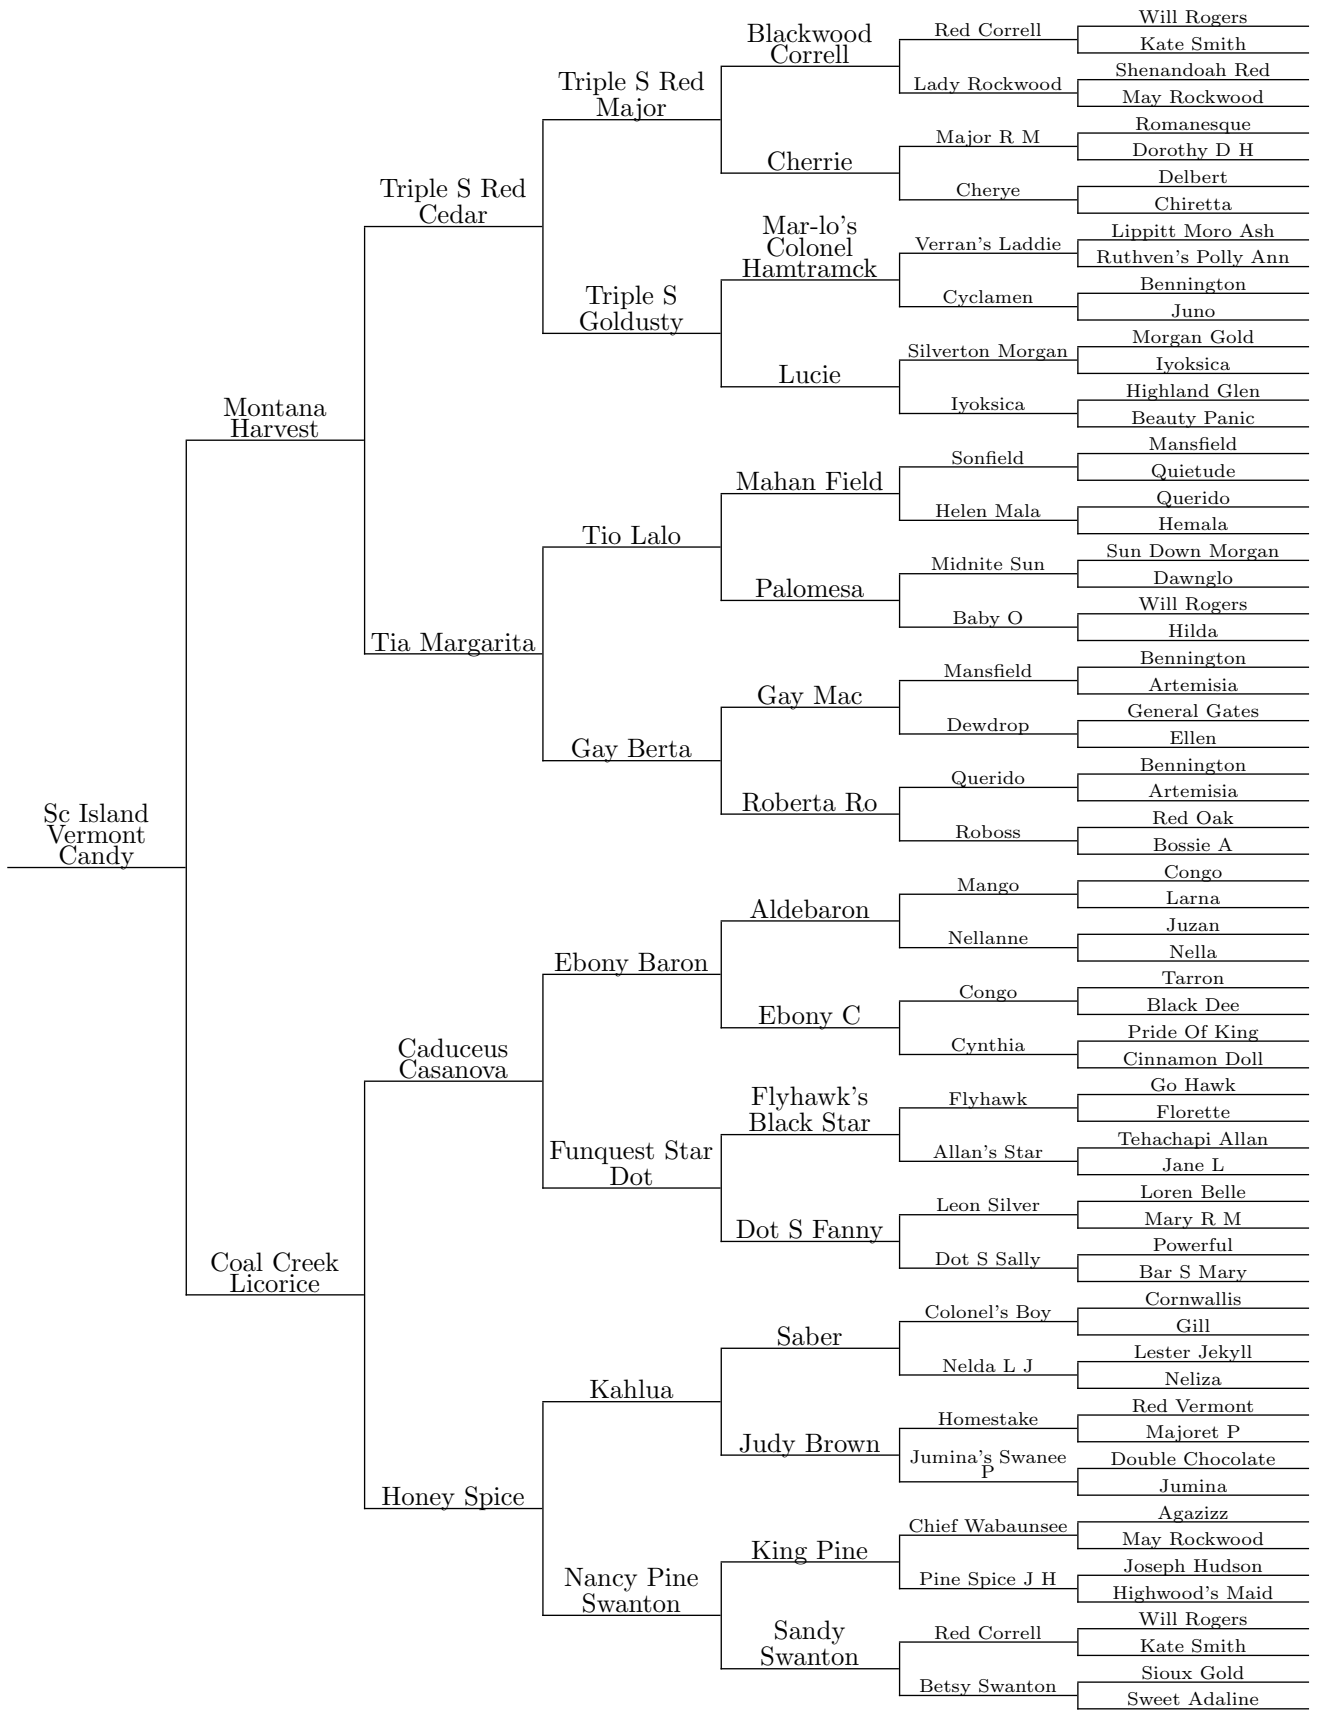 Sc Island
Vermont
Candy
Montana
Harvest
Coal Creek
Licorice
Triple S Red
Cedar
Tia Margarita
Caduceus
Casanova
Honey Spice
Triple S Red
Major
Triple S
Goldusty
Tio Lalo
Gay Berta
Ebony Baron
Funquest Star
Dot
Kahlua
Nancy Pine
Swanton
Blackwood
Correll
Cherrie
Mar-lo's
Colonel
Hamtramck
Lucie
Mahan Field
Palomesa
Gay Mac
Roberta Ro
Aldebaron
Ebony C
Flyhawk's
Black Star
Dot S Fanny
Saber
Judy Brown
King Pine
Sandy
Swanton
Red Correll
Lady Rockwood
Major R M
Cherye
Verran's Laddie
Cyclamen
Silverton Morgan
Iyoksica
Sonfield
Helen Mala
Midnite Sun
Baby O
Mansfield
Dewdrop
Querido
Roboss
Mango
Nellanne
Congo
Cynthia
Flyhawk
Allan's Star
Leon Silver
Dot S Sally
Colonel's Boy
Nelda L J
Homestake
Jumina's Swanee
P
Chief Wabaunsee
Pine Spice J H
Red Correll
Betsy Swanton
Will Rogers
Kate Smith
Shenandoah Red
May Rockwood
Romanesque
Dorothy D H
Delbert
Chiretta
Lippitt Moro Ash
Ruthven's Polly Ann
Bennington
Juno
Morgan Gold
Iyoksica
Highland Glen
Beauty Panic
Mansfield
Quietude
Querido
Hemala
Sun Down Morgan
Dawnglo
Will Rogers
Hilda
Bennington
Artemisia
General Gates
Ellen
Bennington
Artemisia
Red Oak
Bossie A
Congo
Larna
Juzan
Nella
Tarron
Black Dee
Pride Of King
Cinnamon Doll
Go Hawk
Florette
Tehachapi Allan
Jane L
Loren Belle
Mary R M
Powerful
Bar S Mary
Cornwallis
Gill
Lester Jekyll
Neliza
Red Vermont
Majoret P
Double Chocolate
Jumina
Agazizz
May Rockwood
Joseph Hudson
Highwood's Maid
Will Rogers
Kate Smith
Sioux Gold
Sweet Adaline